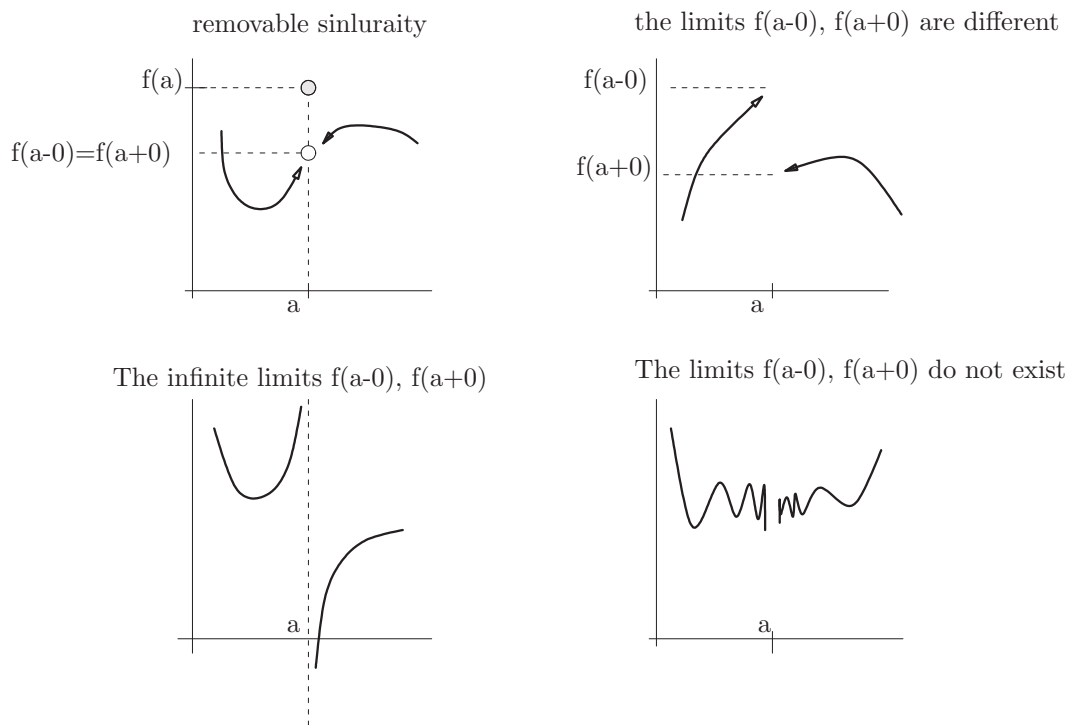 removable sinluraity
f(a)
f(a-0)=f(a+0)
a
the limits f(a-0), f(a+0) are different
f(a-0)
f(a+0)
a
The infinite limits f(a-0), f(a+0)
a
The limits f(a-0), f(a+0) do not exist
a